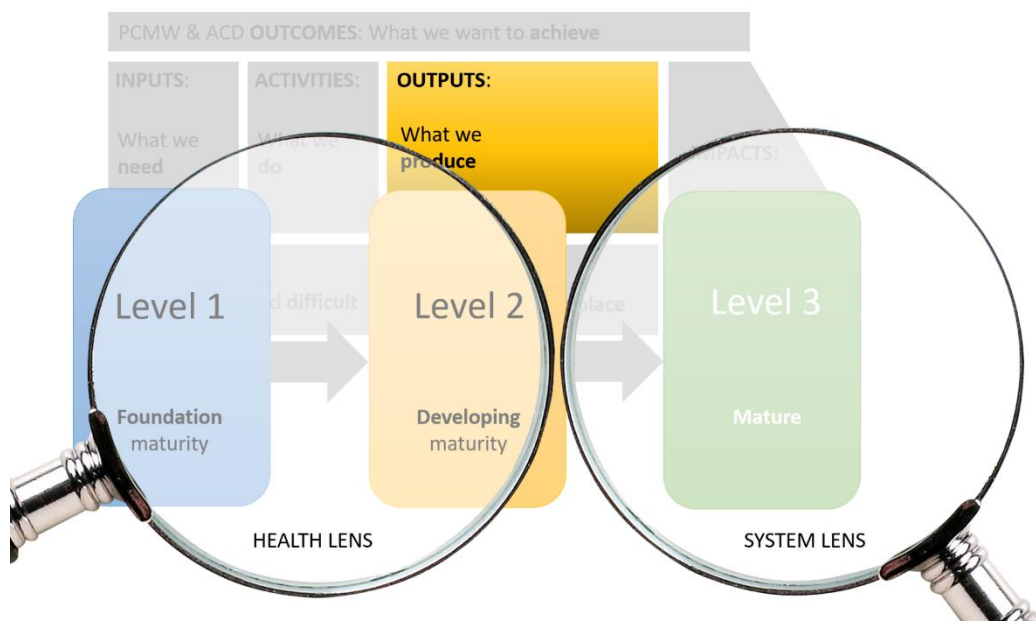 PCMW & ACD OUTCOMES: What we want to achieve
INPUTS:
What we
need
ACTIVITIES:
What we
do
OUTPUTS:
What we
produce
MPACTS:
d difficult
place
Level 1
Foundation
maturity
Level 2
Developing
maturity
Level 3
Mature
HEALTH LENS
SYSTEM LENS